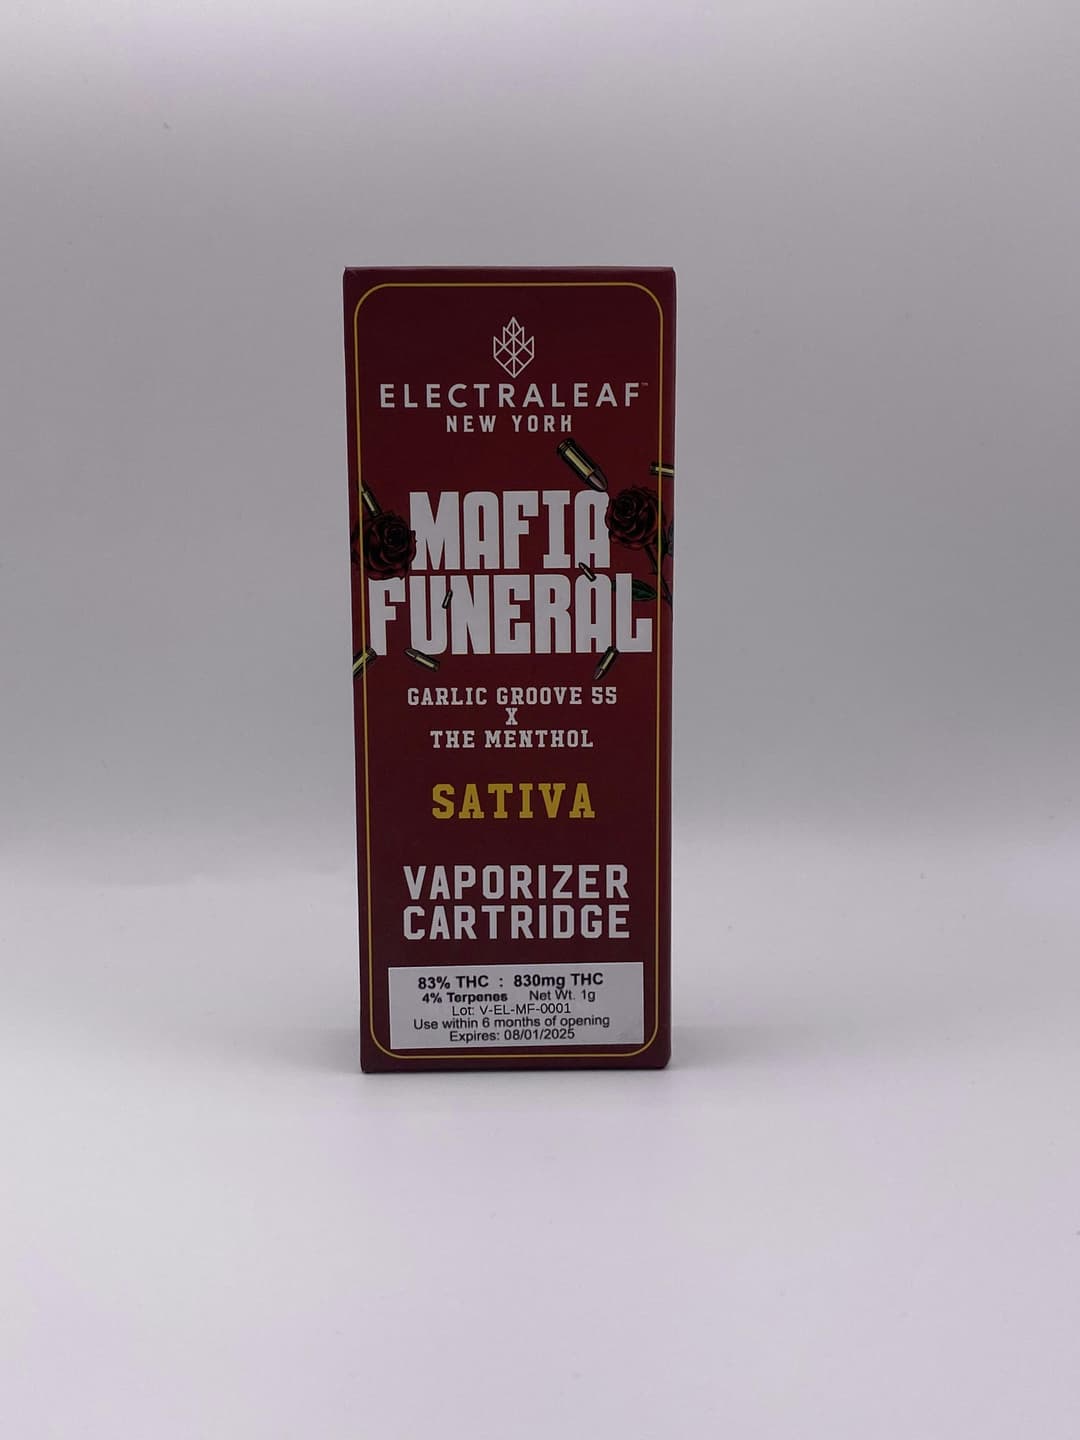 ELECTRALEAF™
NEW YORK
MAFIA
FUNERAL
GARLIC GROOVE 55
X
THE MENTHOL
SATIVA
VAPORIZER
CARTRIDGE
83% THC : 830mg THC
4% Terpenes Net Wt. 1g
Lot: V-EL-MF-0001
Use within 6 months of opening
Expires: 08/01/2025